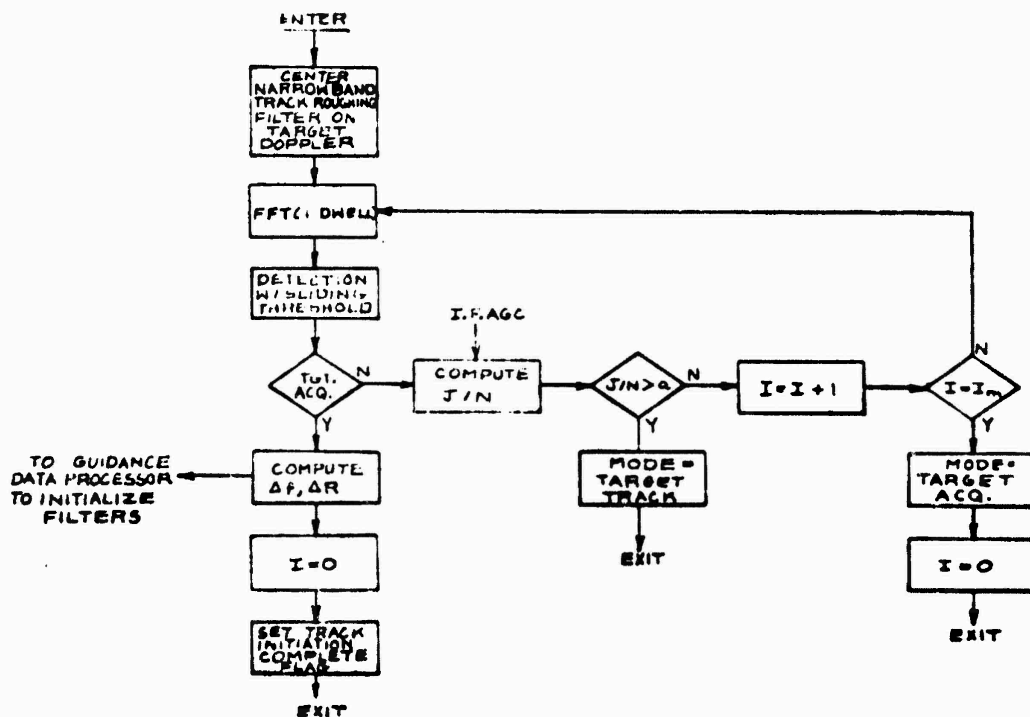 ENTER
CENTER
NARROWBAND
TRACK ROUGHING
FILTER ON
TARGET
DOPPLER
FFT(1 DWELL)
DETECTION
W/SLIDING
THRESHOLD
I.F. AGC
TGT.
ACQ.
N
Y
COMPUTE
J/N
J/N>a
N
Y
I=I+1
I=Im
N
Y
TO GUIDANCE
DATA PROCESSOR
TO INITIALIZE
FILTERS
COMPUTE
Δf, ΔR
MODE=
TARGET
TRACK
EXIT
MODE=
TARGET
ACQ.
I=0
I=0
EXIT
SET TRACK
INITIATION
COMPLETE
FLAG
EXIT